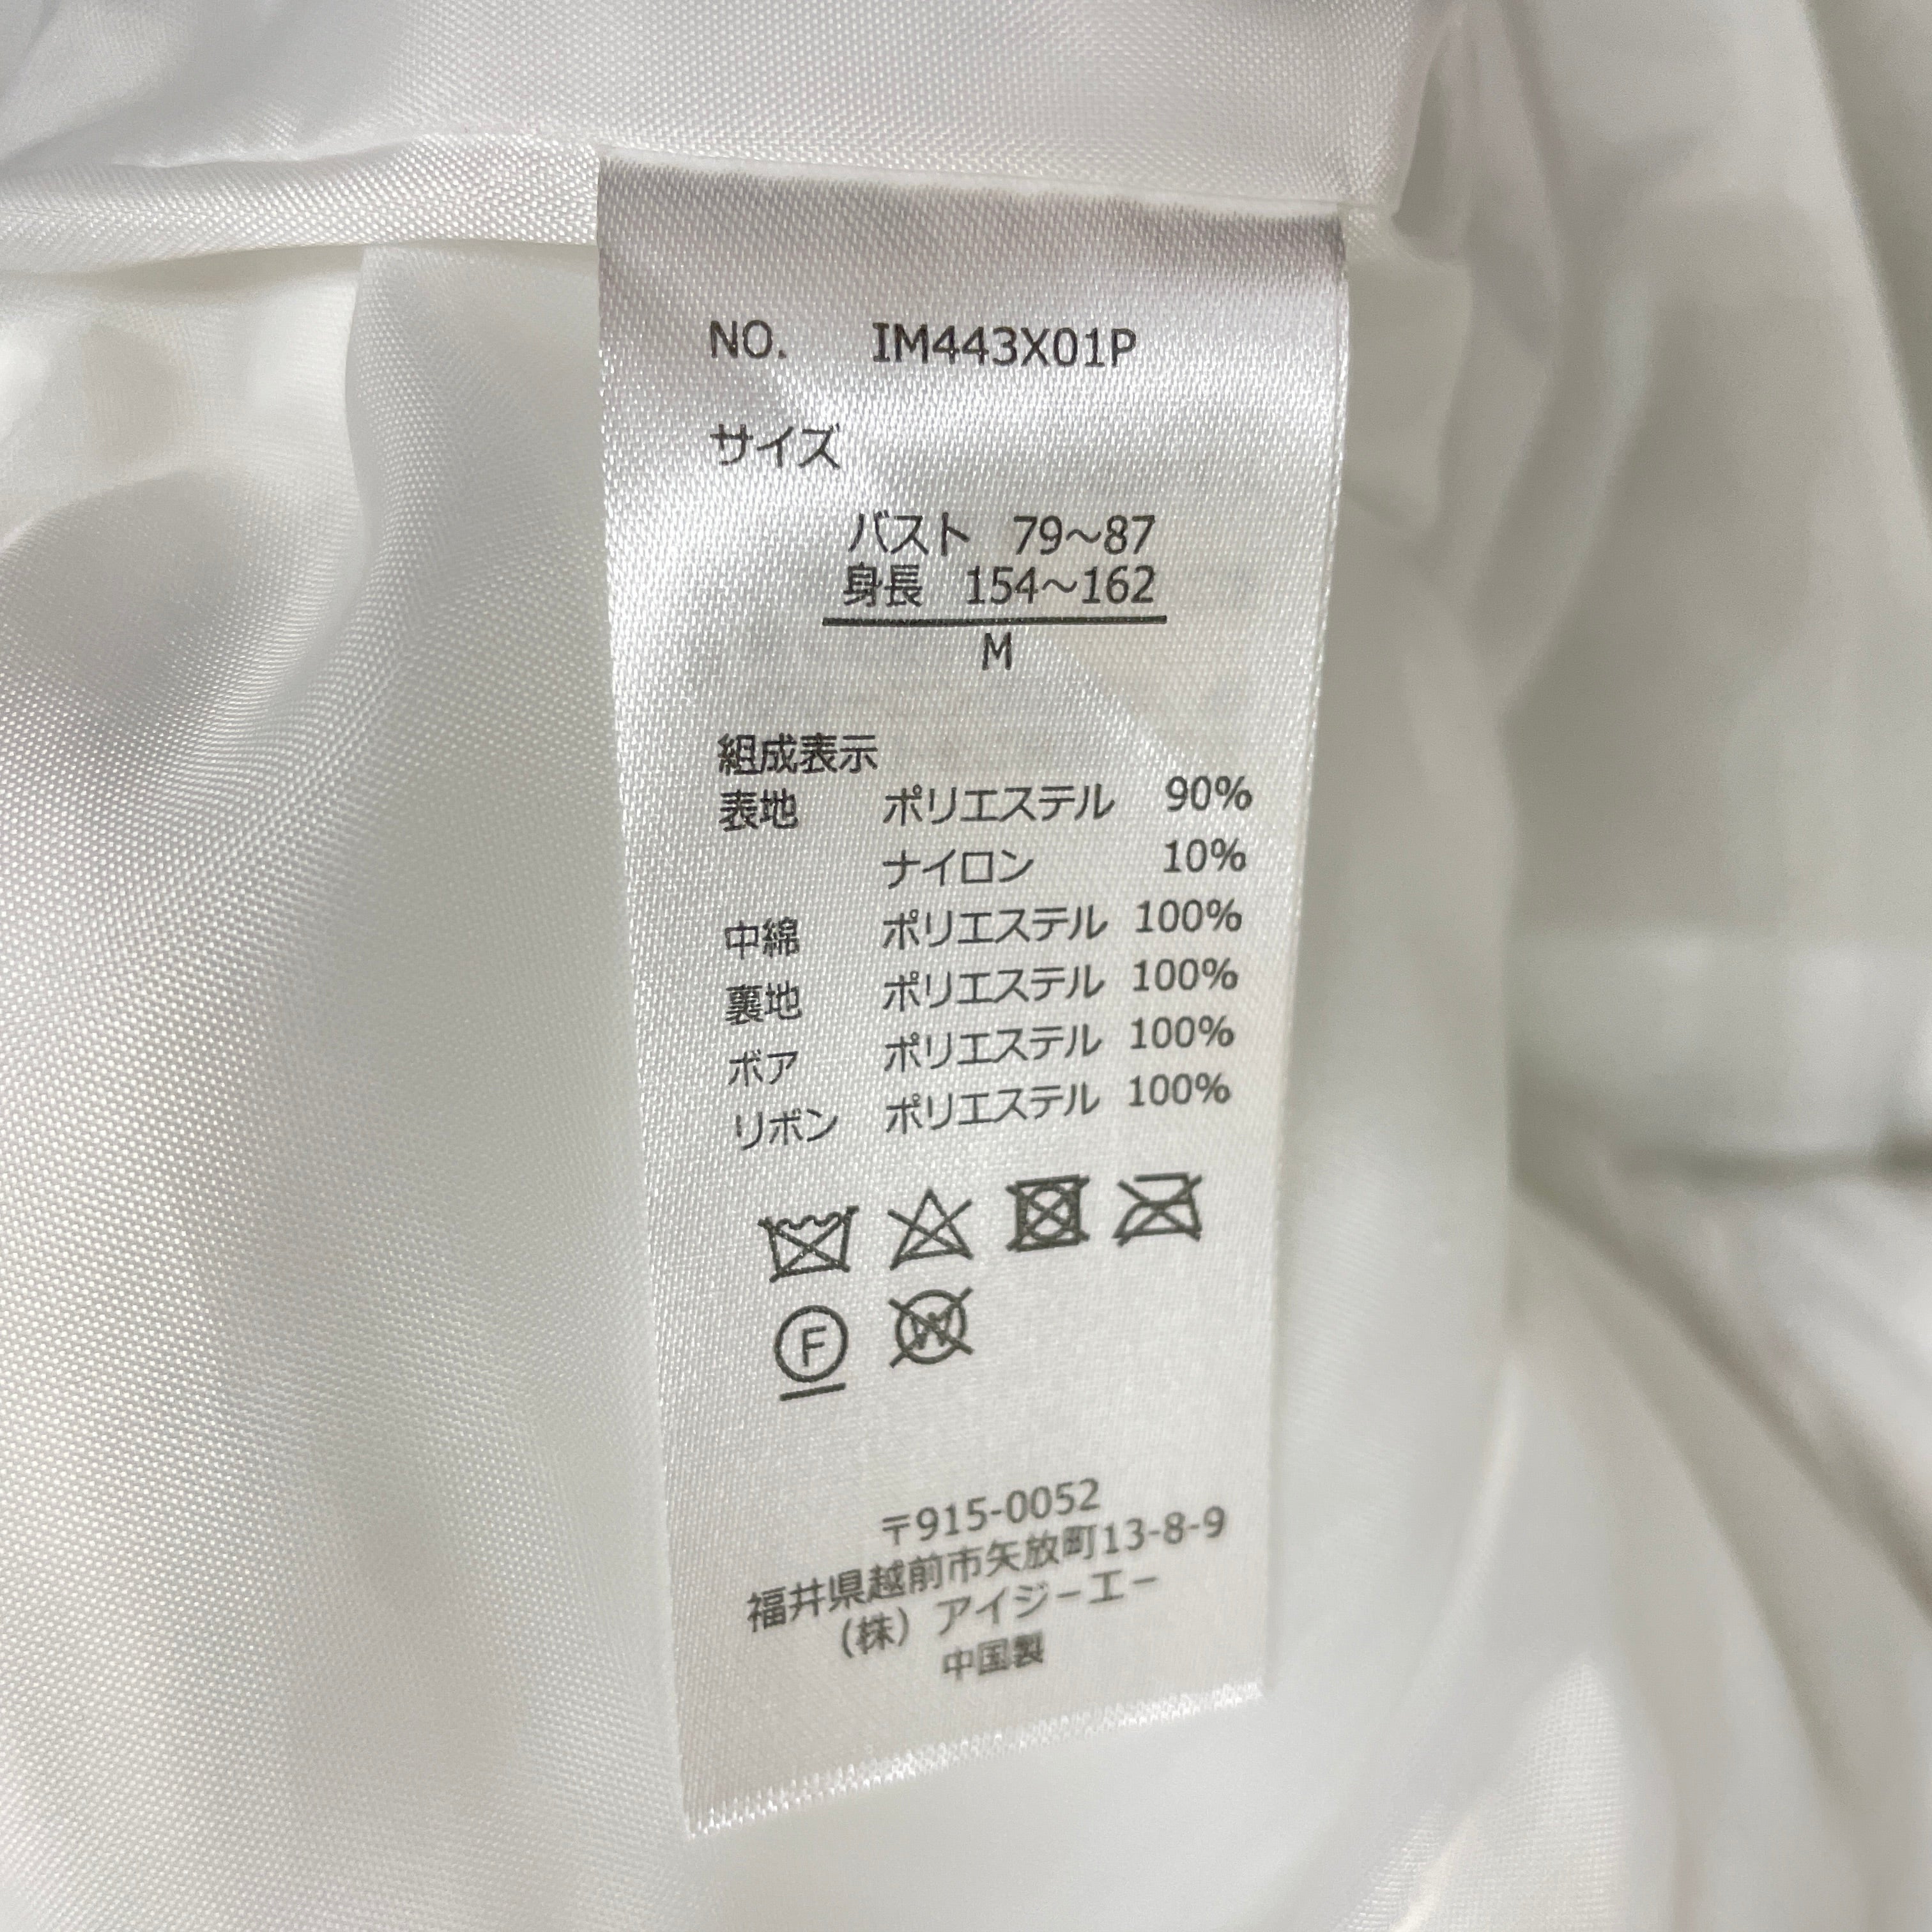 NO. IM443X01P
サイズ
バスト 79～87
身長 154～162
M
組成表示
表地 ポリエステル 90%
ナイロン 10%
中綿 ポリエステル 100%
裏地 ポリエステル 100%
ボア ポリエステル 100%
リボン ポリエステル 100%
F W
〒915-0052
福井県越前市矢放町13-8-9
(株) アイジーエー
中国製